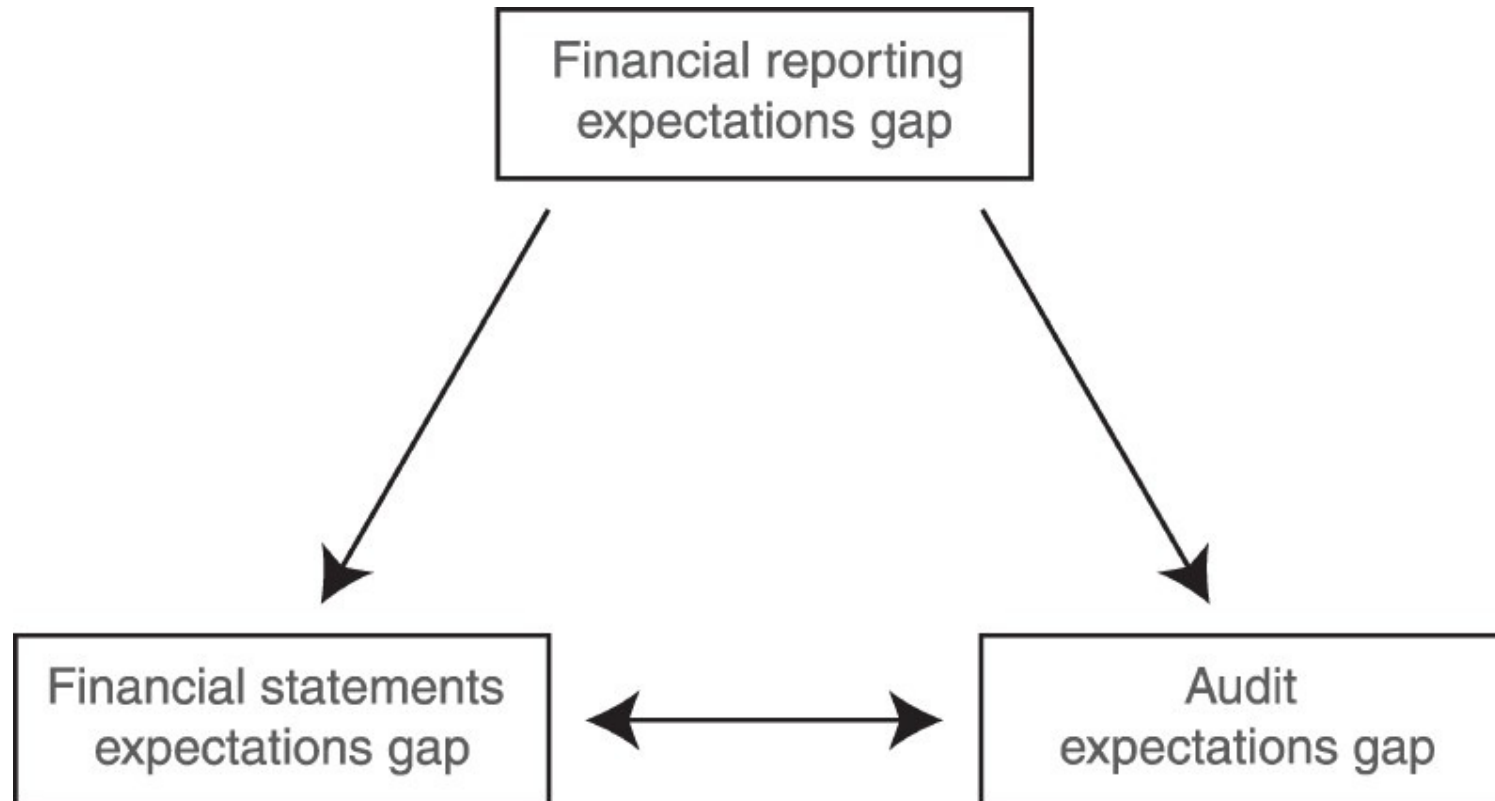 Financial reporting
expectations gap
Financial statements
expectations gap
Audit
expectations gap